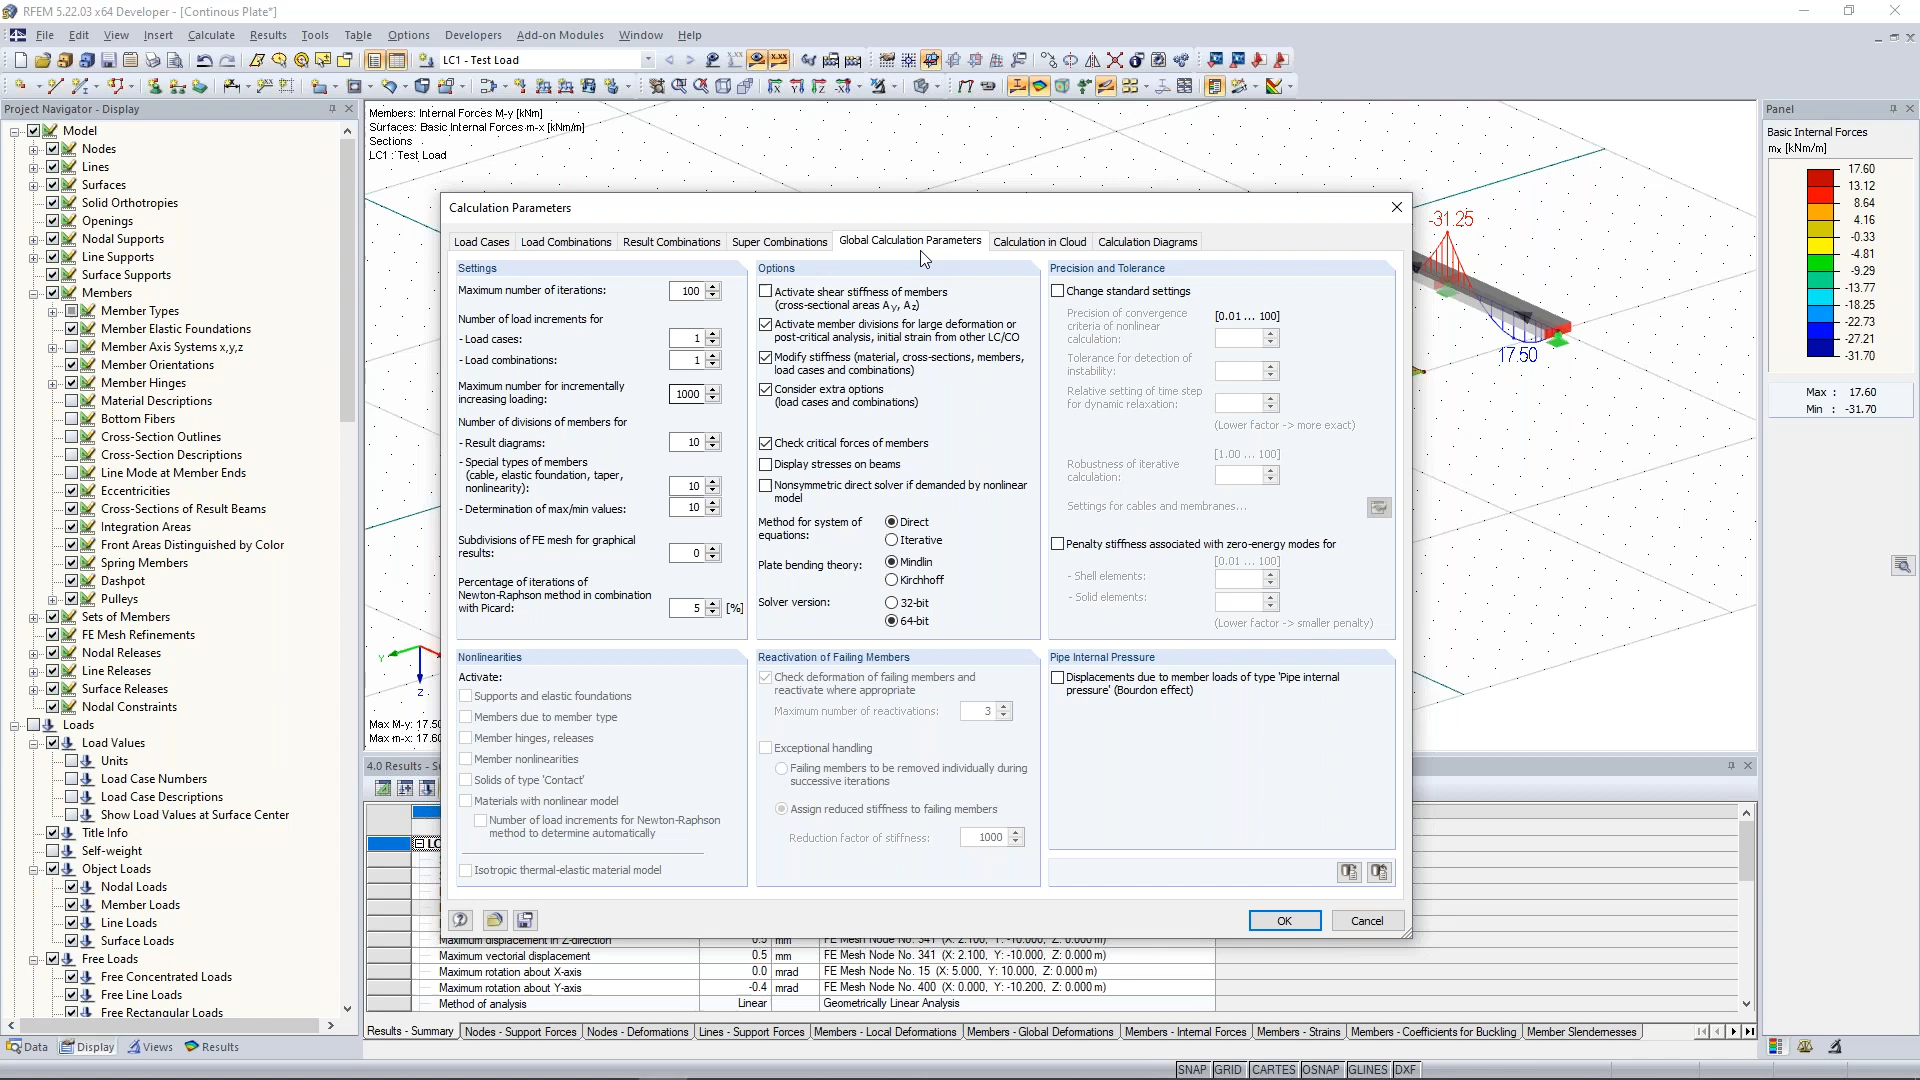 RFEM 5.22.03 x64 Developer - [Continous Plate*]
File Edit View Insert Calculate Results Tools Table Options Developers Add-on Modules Window Help
LC1 - Test Load
Project Navigator - Display
Model
Nodes
Lines
Surfaces
Solid Orthotropies
Openings
Nodal Supports
Line Supports
Surface Supports
Members
Member Types
Member Elastic Foundations
Member Axis Systems x,y,z
Member Orientations
Member Hinges
Material Descriptions
Bottom Fibers
Cross-Section Outlines
Cross-Section Descriptions
Line Mode at Member Ends
Eccentricities
Cross-Sections of Result Beams
Integration Areas
Front Areas Distinguished by Color
Spring Members
Dashpot
Pulleys
Sets of Members
FE Mesh Refinements
Nodal Releases
Line Releases
Surface Releases
Nodal Constraints
Loads
Load Values
Units
Load Case Numbers
Load Case Descriptions
Show Load Values at Surface Center
Title Info
Self-weight
Object Loads
Nodal Loads
Member Loads
Line Loads
Surface Loads
Free Loads
Free Concentrated Loads
Free Line Loads
Free Rectangular Loads
Data Display Views Results
Members: Internal Forces M-y [kNm]
Surfaces: Basic Internal Forces m-x [kNm/m]
Sections
LC1 : Test Load
-31.25
17.50
Y
Z
Max M-y: 17.50
Max m-x: 17.60
Calculation Parameters
Load Cases Load Combinations Result Combinations Super Combinations Global Calculation Parameters Calculation in Cloud Calculation Diagrams
Settings
Maximum number of iterations: 100
Number of load increments for
- Load cases: 1
- Load combinations: 1
Maximum number for incrementally
increasing loading: 1000
Number of divisions of members for
- Result diagrams: 10
- Special types of members
(cable, elastic foundation, taper,
nonlinearity): 10
- Determination of max/min values: 10
Subdivisions of FE mesh for graphical
results: 0
Percentage of iterations of
Newton-Raphson method in combination
with Picard: 5 [%]
Options
Activate shear stiffness of members
(cross-sectional areas Ay, Az)
Activate member divisions for large deformation or
post-critical analysis, initial strain from other LC/CO
Modify stiffness (material, cross-sections, members,
load cases and combinations)
Consider extra options
(load cases and combinations)
Check critical forces of members
Display stresses on beams
Nonsymmetric direct solver if demanded by nonlinear
model
Method for system of
equations:
Direct
Iterative
Plate bending theory:
Mindlin
Kirchhoff
Solver version:
32-bit
64-bit
Precision and Tolerance
Change standard settings
Precision of convergence
criteria of nonlinear
calculation:
[0.01 ... 100]
Tolerance for detection of
instability:
Relative setting of time step
for dynamic relaxation:
(Lower factor -> more exact)
[1.00 ... 100]
Robustness of iterative
calculation:
Settings for cables and membranes...
Penalty stiffness associated with zero-energy modes for
[0.01 ... 100]
- Shell elements:
- Solid elements:
(Lower factor -> smaller penalty)
Nonlinearities
Activate:
Supports and elastic foundations
Members due to member type
Member hinges, releases
Member nonlinearities
Solids of type 'Contact'
Materials with nonlinear model
Number of load increments for Newton-Raphson
method to determine automatically
Isotropic thermal-elastic material model
Reactivation of Failing Members
Check deformation of failing members and
reactivate where appropriate
Maximum number of reactivations: 3
Exceptional handling
Failing members to be removed individually during
successive iterations
Assign reduced stiffness to failing members
Reduction factor of stiffness: 1000
Pipe Internal Pressure
Displacements due to member loads of type 'Pipe internal
pressure' (Bourdon effect)
OK Cancel
4.0 Results - S
LC
Maximum displacement in Z-direction 0.5 mm FE Mesh Node No. 341 (X: 2.100, Y: -10.000, Z: 0.000 m)
Maximum vectorial displacement 0.5 mm FE Mesh Node No. 341 (X: 2.100, Y: -10.000, Z: 0.000 m)
Maximum rotation about X-axis 0.0 mrad FE Mesh Node No. 15 (X: 5.000, Y: 10.000, Z: 0.000 m)
Maximum rotation about Y-axis -0.4 mrad FE Mesh Node No. 400 (X: 0.000, Y: -10.200, Z: 0.000 m)
Method of analysis Linear Geometrically Linear Analysis
Results - Summary Nodes - Support Forces Nodes - Deformations Lines - Support Forces Members - Local Deformations Members - Global Deformations Members - Internal Forces Members - Strains Members - Coefficients for Buckling Member Slendernesses
SNAP GRID CARTES OSNAP GLINES DXF
Panel
Basic Internal Forces
mx [kNm/m]
17.60
13.12
8.64
4.16
-0.33
-4.81
-9.29
-13.77
-18.25
-22.73
-27.21
-31.70
Max : 17.60
Min : -31.70